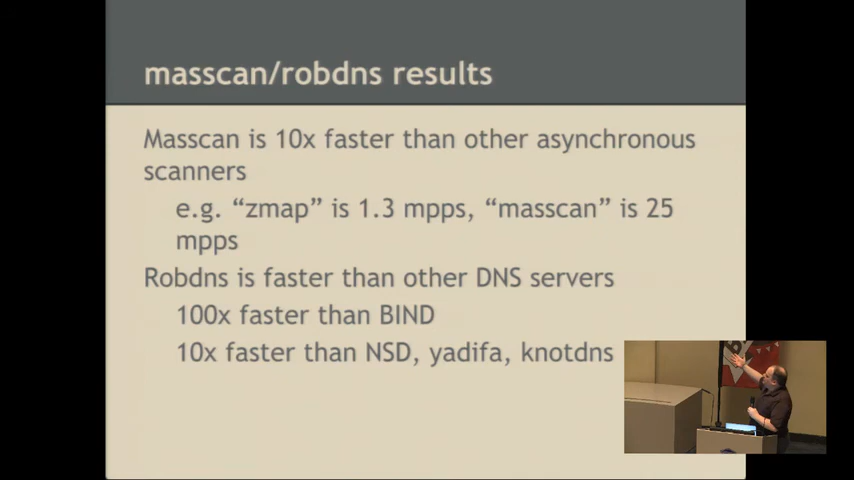 masscan/robdns results
Masscan is 10x faster than other asynchronous
scanners
e.g. “zmap” is 1.3 mpps, “masscan” is 25
mpps
Robdns is faster than other DNS servers
100x faster than BIND
10x faster than NSD, yadifa, knotdns